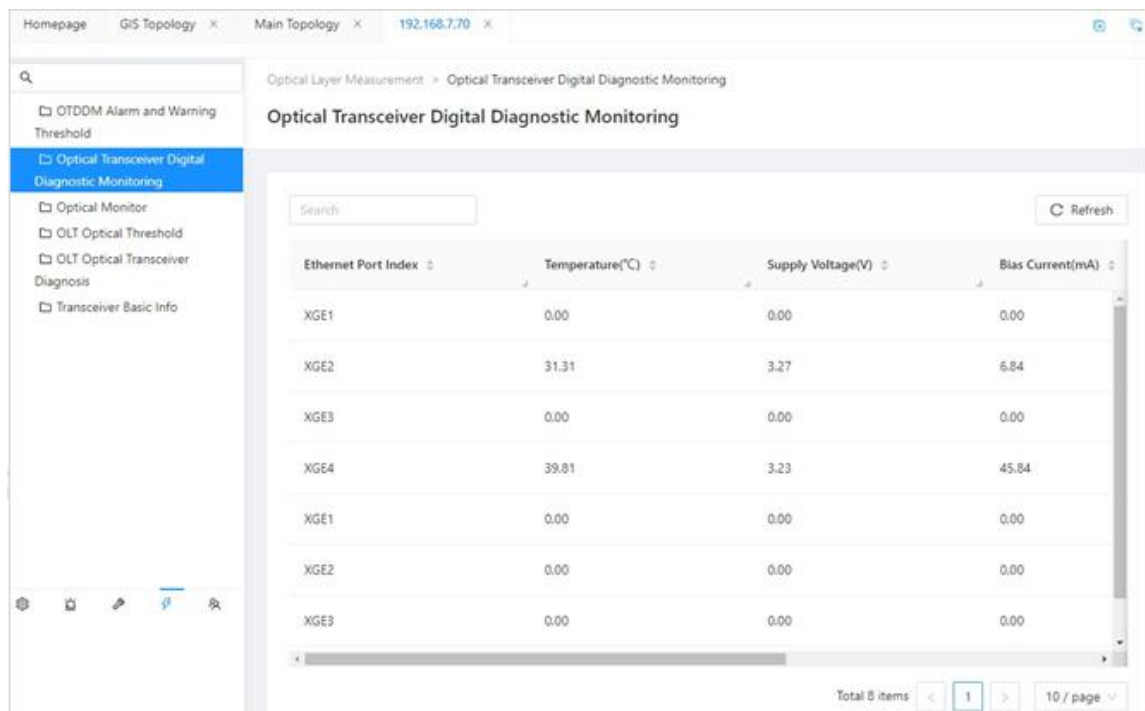 Homepage GIS Topology Main Topology 192.168.7.70
OTDDM Alarm and Warning
Threshold
Optical Transceiver Digital
Diagnostic Monitoring
Optical Monitor
OLT Optical Threshold
OLT Optical Transceiver
Diagnosis
Transceiver Basic Info
Optical Layer Measurement > Optical Transceiver Digital Diagnostic Monitoring
Optical Transceiver Digital Diagnostic Monitoring
Search Refresh
Ethernet Port Index Temperature(℃) Supply Voltage(V) Bias Current(mA)
XGE1 0.00 0.00 0.00
XGE2 31.31 3.27 6.84
XGE3 0.00 0.00 0.00
XGE4 39.81 3.23 45.84
XGE1 0.00 0.00 0.00
XGE2 0.00 0.00 0.00
XGE3 0.00 0.00 0.00
Total 8 items < 1 > 10 / page